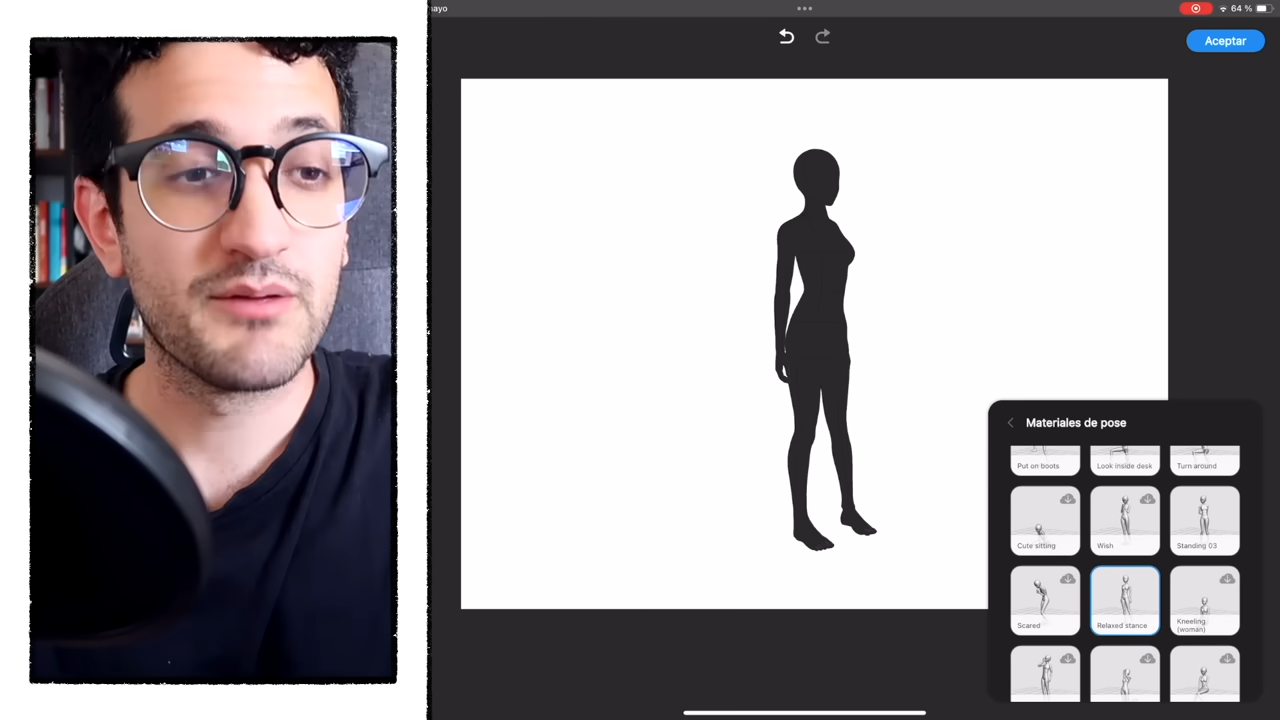 ayo
64 %
Aceptar
Materiales de pose
Put on boots
Look inside desk
Turn around
Cute sitting
Wish
Standing 03
Scared
Relaxed stance
Kneeling
(woman)